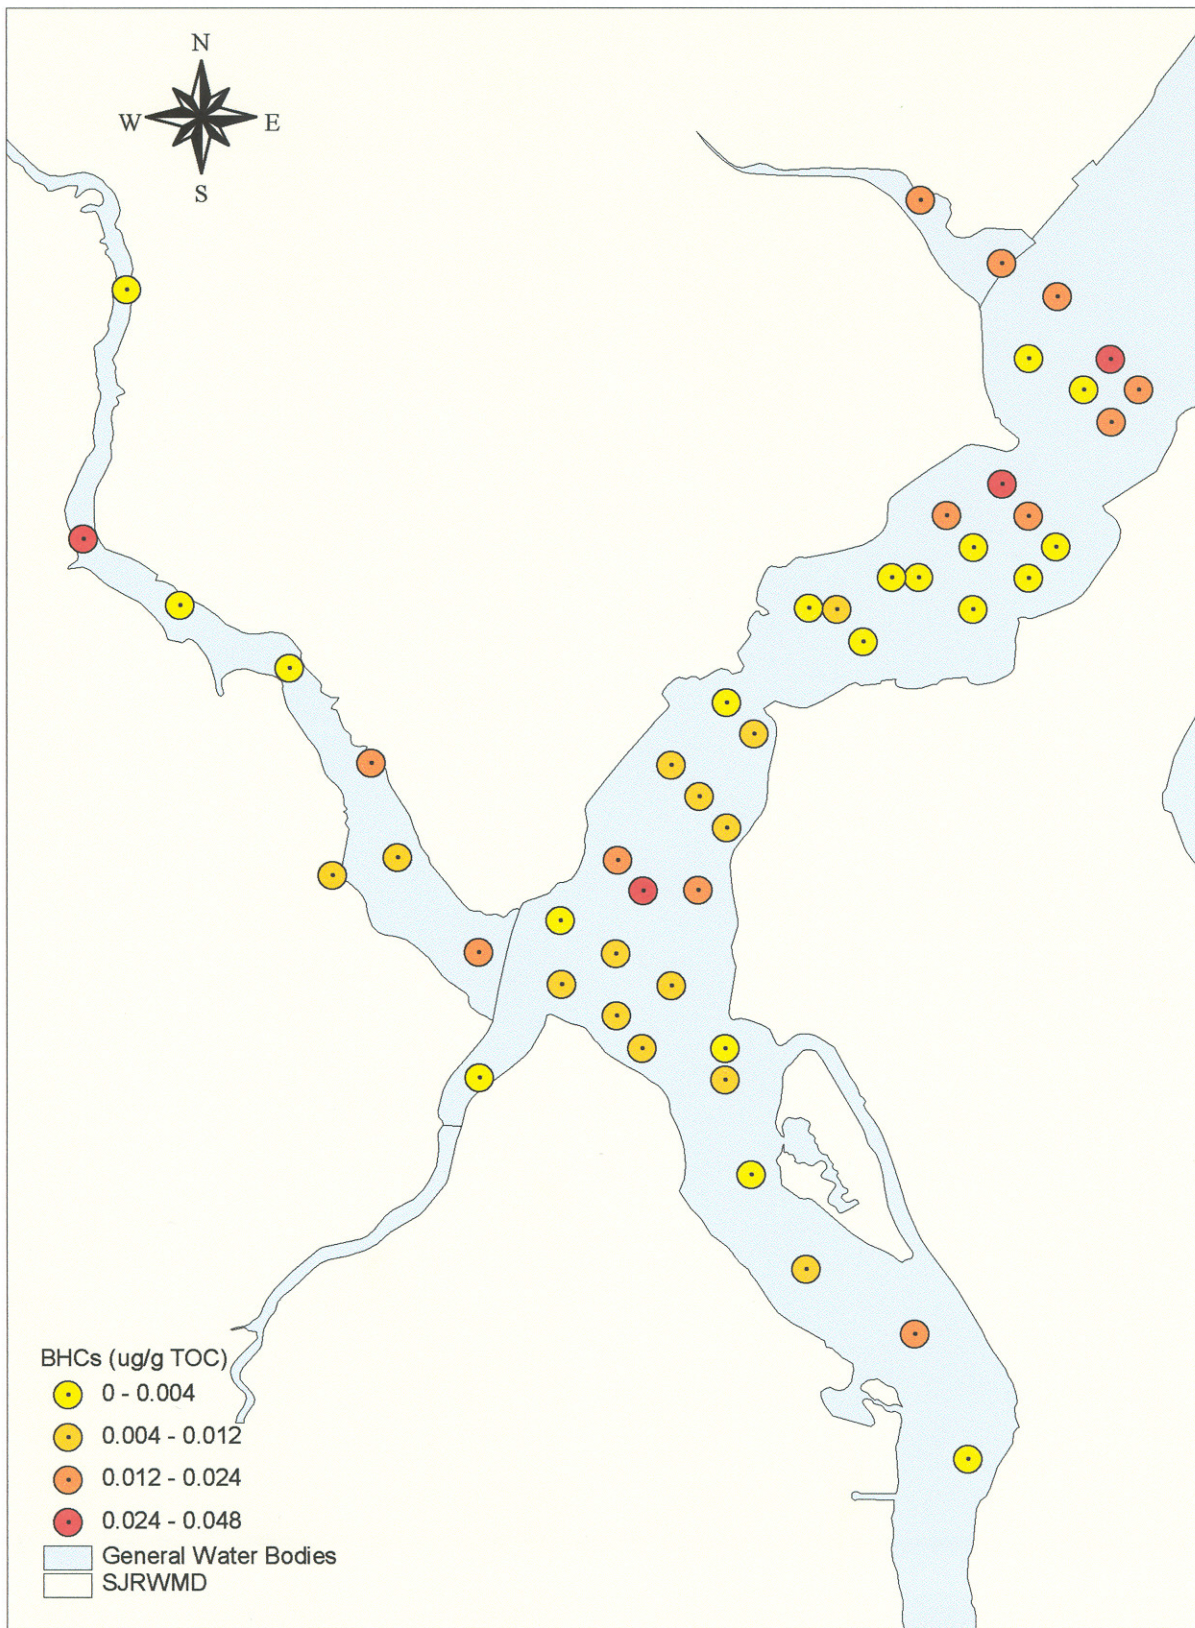 N
W E
S
BHCs (ug/g TOC)
0 - 0.004
0.004 - 0.012
0.012 - 0.024
0.024 - 0.048
General Water Bodies
SJRWMD